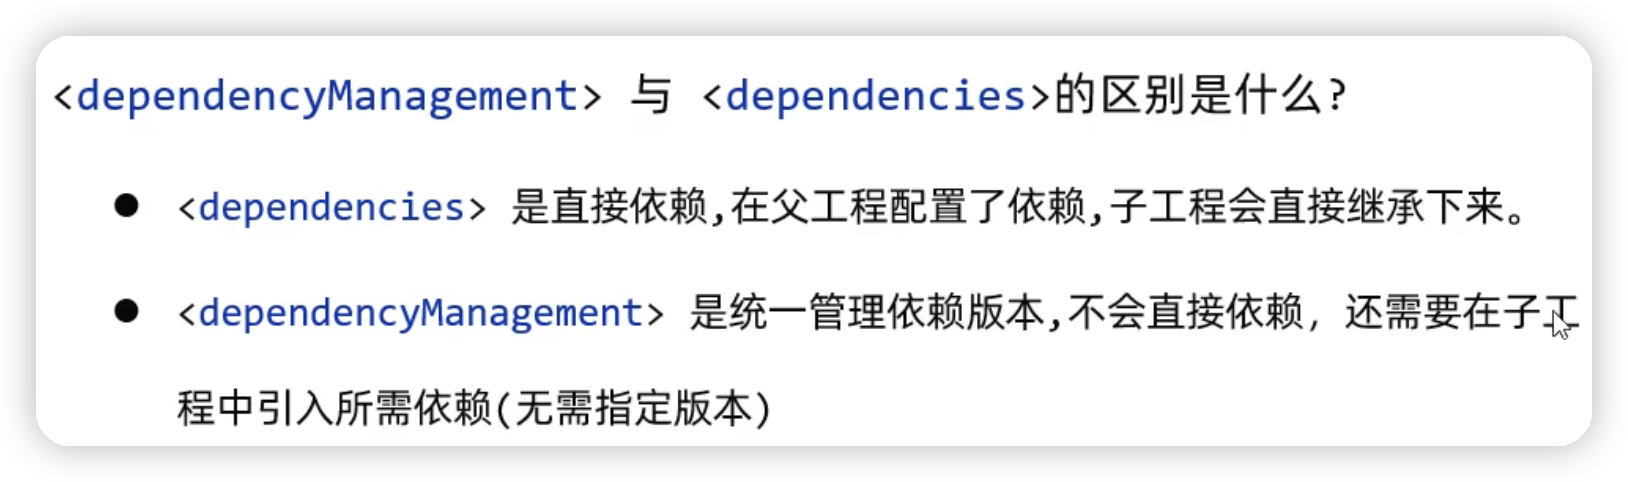 <dependencyManagement> 与 <dependencies>的区别是什么?
● <dependencies> 是直接依赖,在父工程配置了依赖,子工程会直接继承下来。
● <dependencyManagement> 是统一管理依赖版本,不会直接依赖，还需要在子工
程中引入所需依赖(无需指定版本)